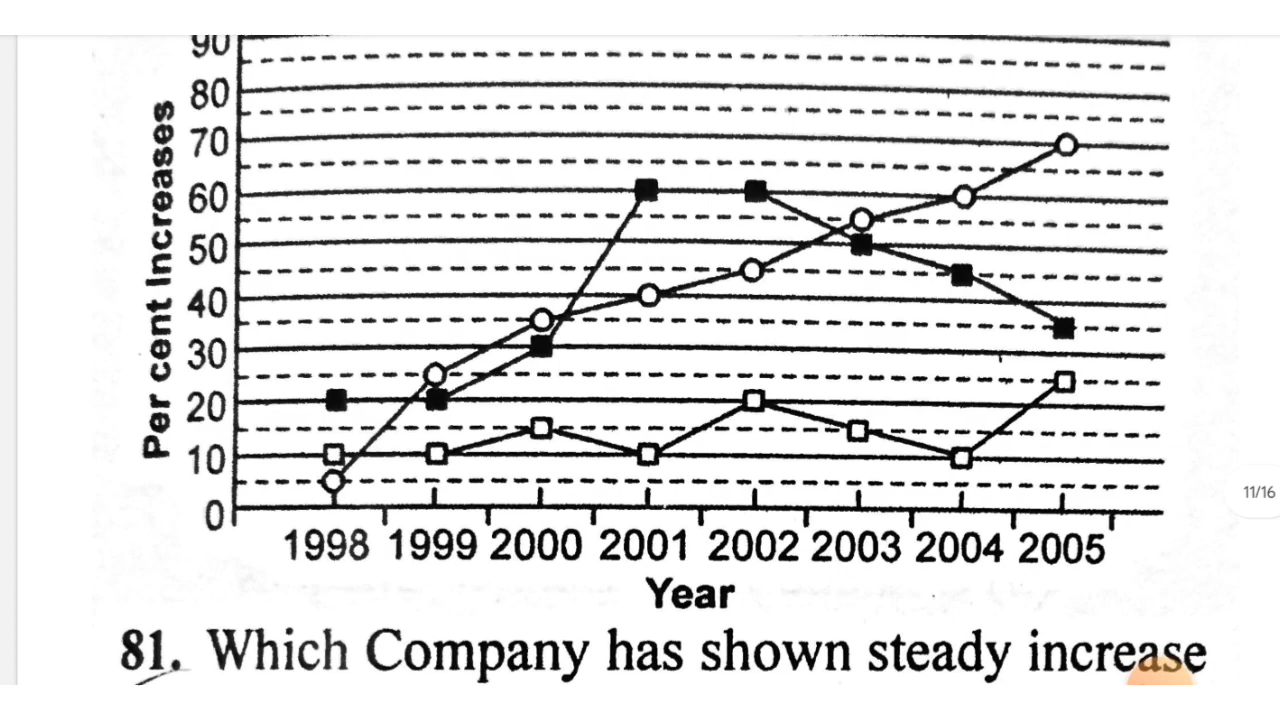 90
80
70
60
50
40
30
20
10
0
Per cent Increases
1998 1999 2000 2001 2002 2003 2004 2005
Year
11/16
81. Which Company has shown steady increase